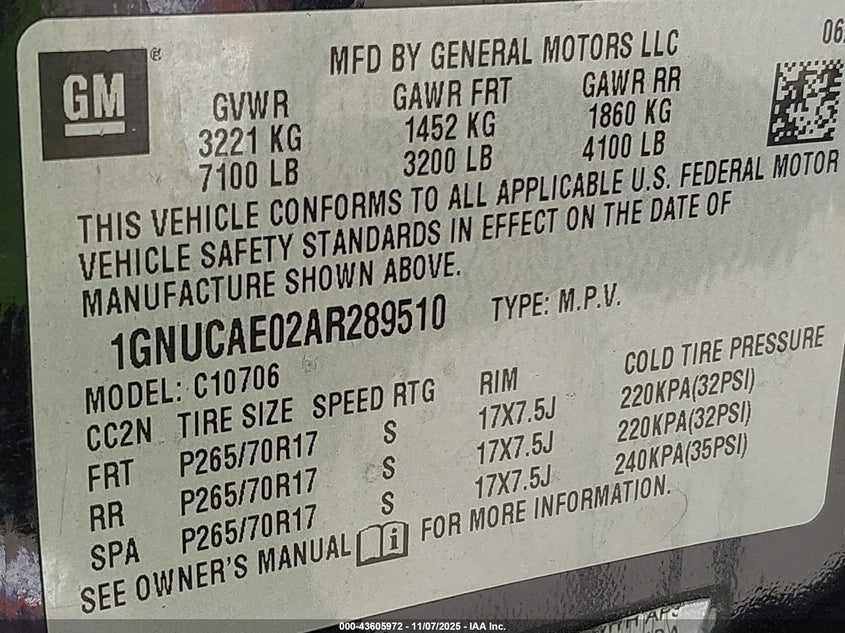 GM ®
MFD BY GENERAL MOTORS LLC
GVWR GAWR FRT GAWR RR
3221 KG 1452 KG 1860 KG
7100 LB 3200 LB 4100 LB
THIS VEHICLE CONFORMS TO ALL APPLICABLE U.S. FEDERAL MOTOR
VEHICLE SAFETY STANDARDS IN EFFECT ON THE DATE OF
MANUFACTURE SHOWN ABOVE.
1GNUCAE02AR289510 TYPE: M.P.V.
MODEL: C10706
CC2N TIRE SIZE SPEED RTG RIM COLD TIRE PRESSURE
FRT P265/70R17 S 17X7.5J 220KPA(32PSI)
RR P265/70R17 S 17X7.5J 220KPA(32PSI)
SPA P265/70R17 S 17X7.5J 240KPA(35PSI)
SEE OWNER'S MANUAL i FOR MORE INFORMATION.
000-43605972 - 11/07/2025 - IAA Inc.